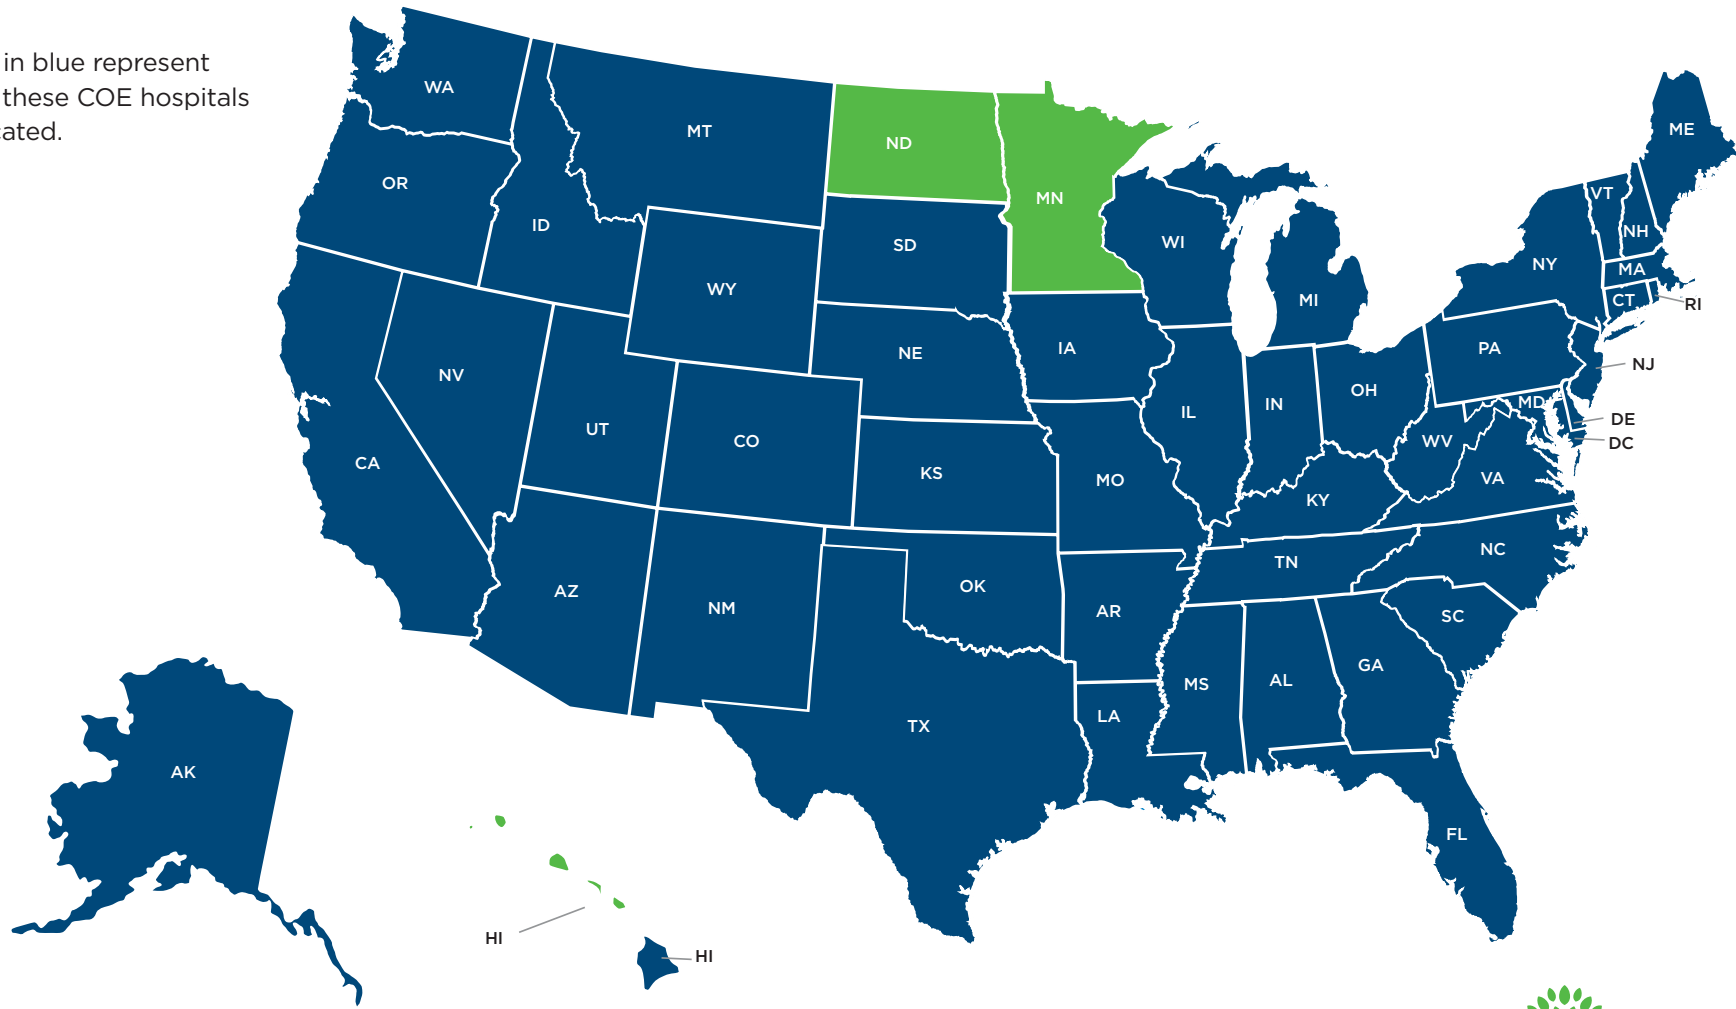 in blue represent
these COE hospitals
WA
MT
ND
MN
ME
OR
ID
SD
WI
VT
NH
WY
NY
MA
MI
CT
RI
NE
IA
PA
NJ
NV
OH
IN
IL
MD
UT
CO
WV
DE
DC
CA
KS
MO
KY
VA
AZ
NM
OK
AR
TN
NC
SC
MS
AL
GA
TX
LA
AK
FL
HI
HI